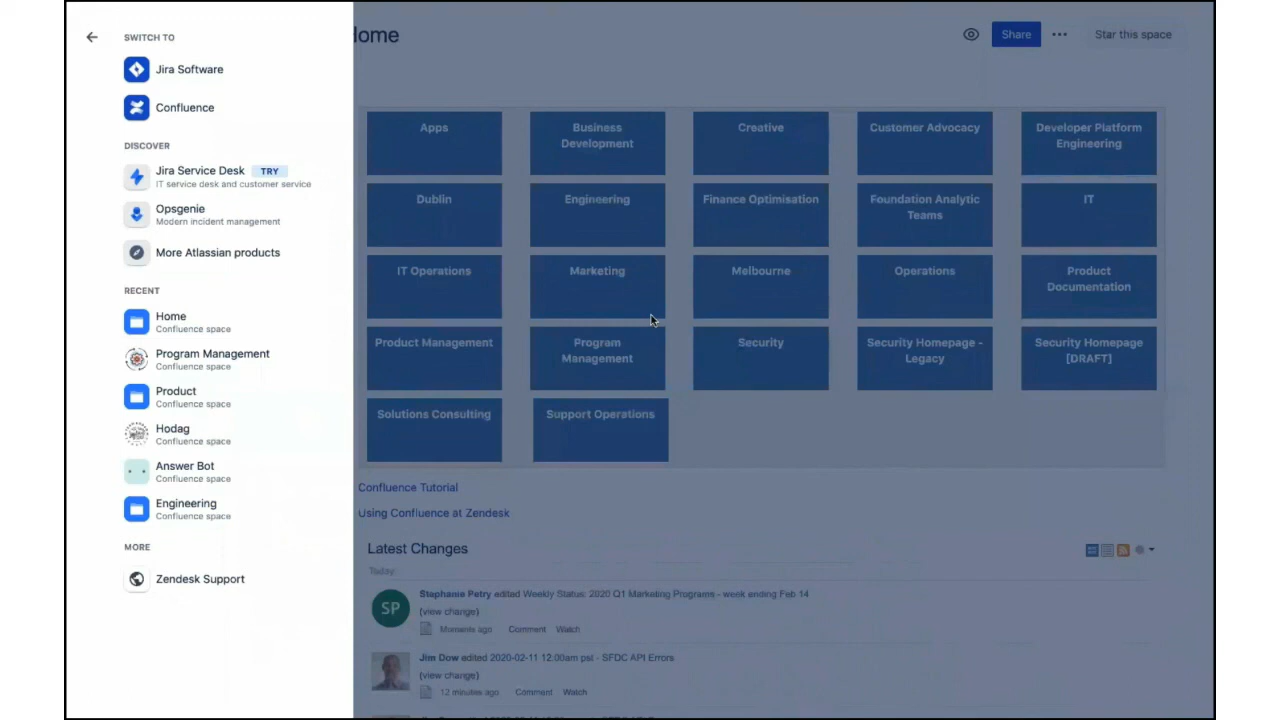 SWITCH TO
Jira Software
Confluence
DISCOVER
Jira Service Desk TRY
IT service desk and customer service
Opsgenie
Modern incident management
More Atlassian products
RECENT
Home
Confluence space
Program Management
Confluence space
Product
Confluence space
Hodag
Confluence space
Answer Bot
Confluence space
Engineering
Confluence space
MORE
Zendesk Support
Home
Share
Star this space
Apps
Business
Development
Creative
Customer Advocacy
Developer Platform
Engineering
Dublin
Engineering
Finance Optimisation
Foundation Analytic
Teams
IT
IT Operations
Marketing
Melbourne
Operations
Product
Documentation
Product Management
Program
Management
Security
Security Homepage -
Legacy
Security Homepage
[DRAFT]
Solutions Consulting
Support Operations
Confluence Tutorial
Using Confluence at Zendesk
Latest Changes
Today
SP
Stephanie Petry edited Weekly Status: 2020 Q1 Marketing Programs - week ending Feb 14
(view change)
Moments ago Comment Watch
Jim Dow edited 2020-02-11 12:00am pst - SFDC API Errors
(view change)
12 minutes ago Comment Watch